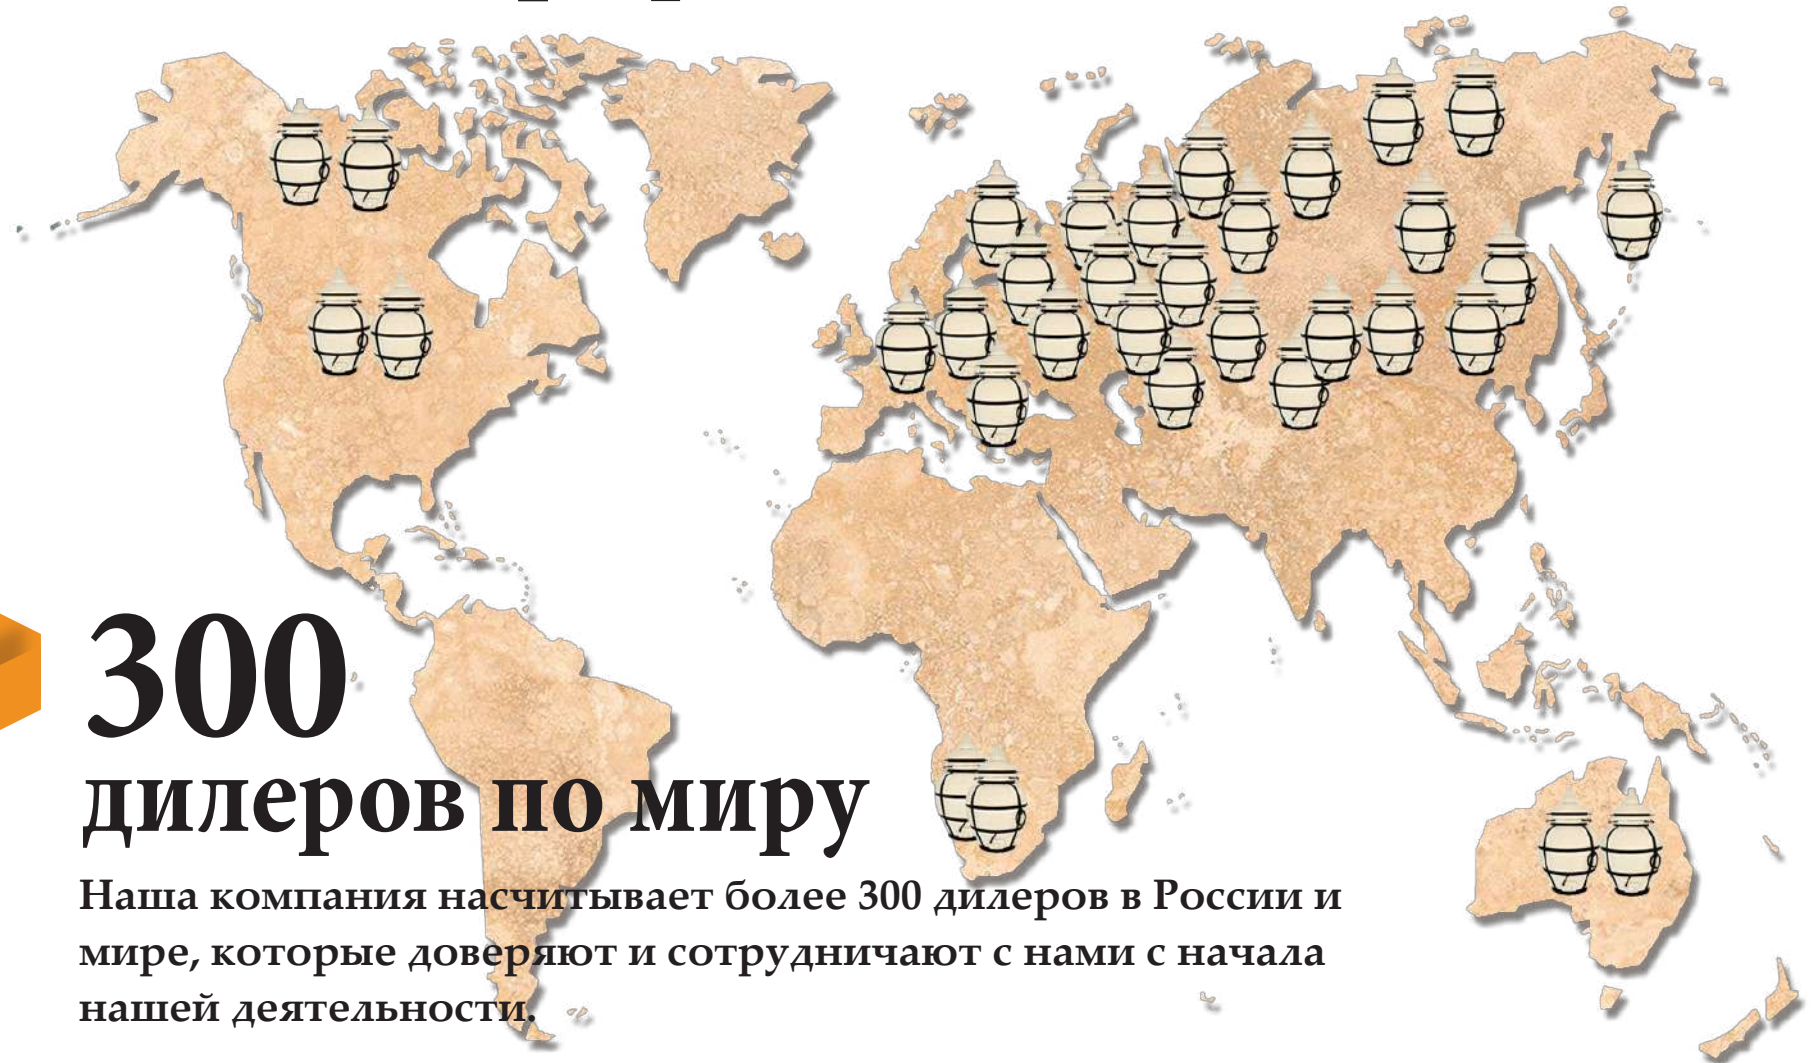 300
дилеров по миру
Наша компания насчитывает более 300 дилеров в России и
мире, которые доверяют и сотрудничают с нами с начала
нашей деятельности.